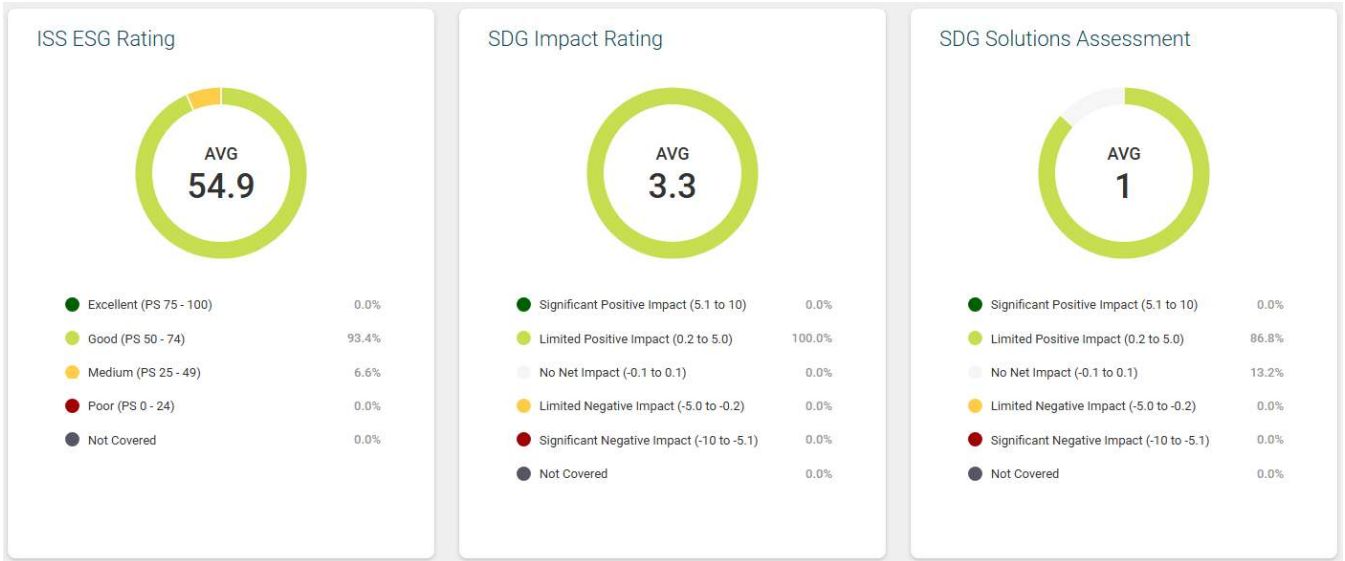 ISS ESG Rating
AVG
54.9
Excellent (PS 75 - 100) 0.0%
Good (PS 50 - 74) 93.4%
Medium (PS 25 - 49) 6.6%
Poor (PS 0 - 24) 0.0%
Not Covered 0.0%
SDG Impact Rating
AVG
3.3
Significant Positive Impact (5.1 to 10) 0.0%
Limited Positive Impact (0.2 to 5.0) 100.0%
No Net Impact (-0.1 to 0.1) 0.0%
Limited Negative Impact (-5.0 to -0.2) 0.0%
Significant Negative Impact (-10 to -5.1) 0.0%
Not Covered 0.0%
SDG Solutions Assessment
AVG
1
Significant Positive Impact (5.1 to 10) 0.0%
Limited Positive Impact (0.2 to 5.0) 86.8%
No Net Impact (-0.1 to 0.1) 13.2%
Limited Negative Impact (-5.0 to -0.2) 0.0%
Significant Negative Impact (-10 to -5.1) 0.0%
Not Covered 0.0%